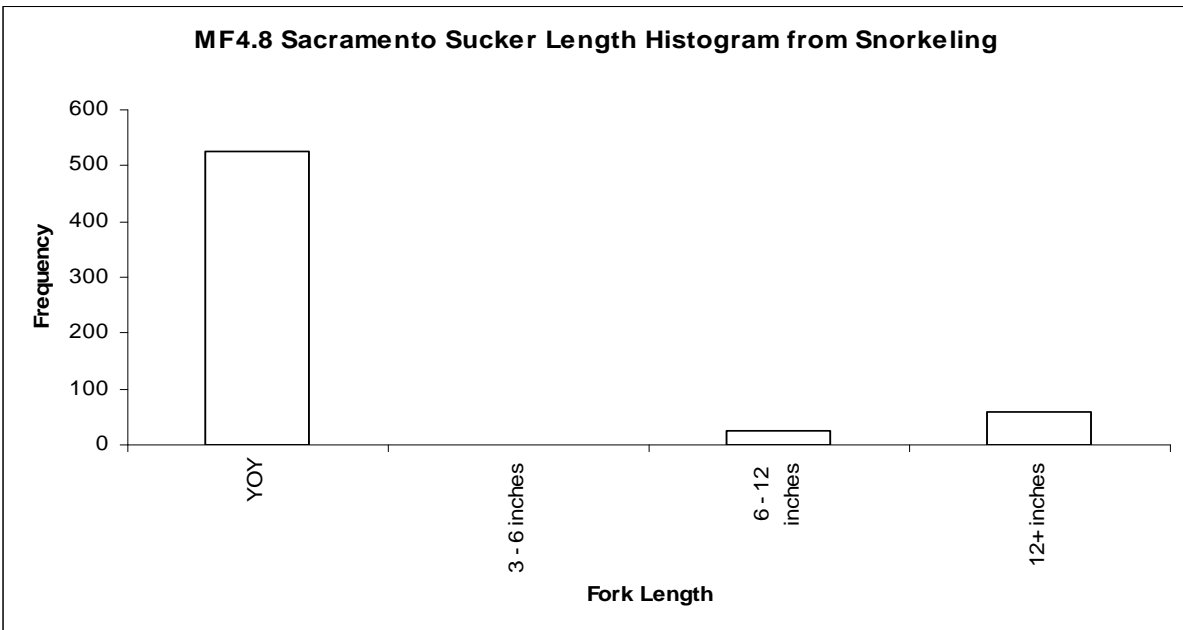 MF4.8 Sacramento Sucker Length Histogram from Snorkeling
600
500
400
300
200
100
0
Frequency
YOY
3 - 6 inches
6 - 12
inches
12+ inches
Fork Length